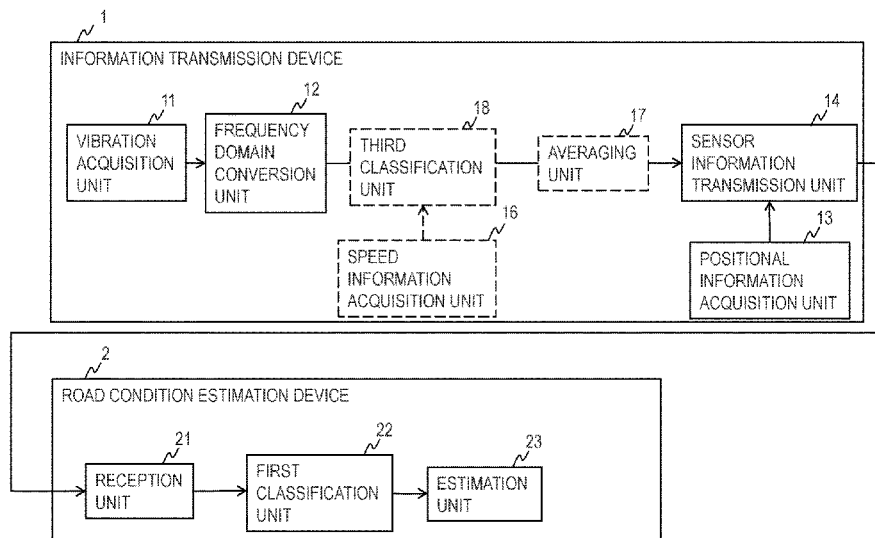 1
INFORMATION TRANSMISSION DEVICE
11
VIBRATION
ACQUISITION
UNIT
12
FREQUENCY
DOMAIN
CONVERSION
UNIT
18
THIRD
CLASSIFICATION
UNIT
17
AVERAGING
UNIT
14
SENSOR
INFORMATION
TRANSMISSION UNIT
16
SPEED
INFORMATION
ACQUISITION UNIT
13
POSITIONAL
INFORMATION
ACQUISITION UNIT
2
ROAD CONDITION ESTIMATION DEVICE
21
RECEPTION
UNIT
22
FIRST
CLASSIFICATION
UNIT
23
ESTIMATION
UNIT